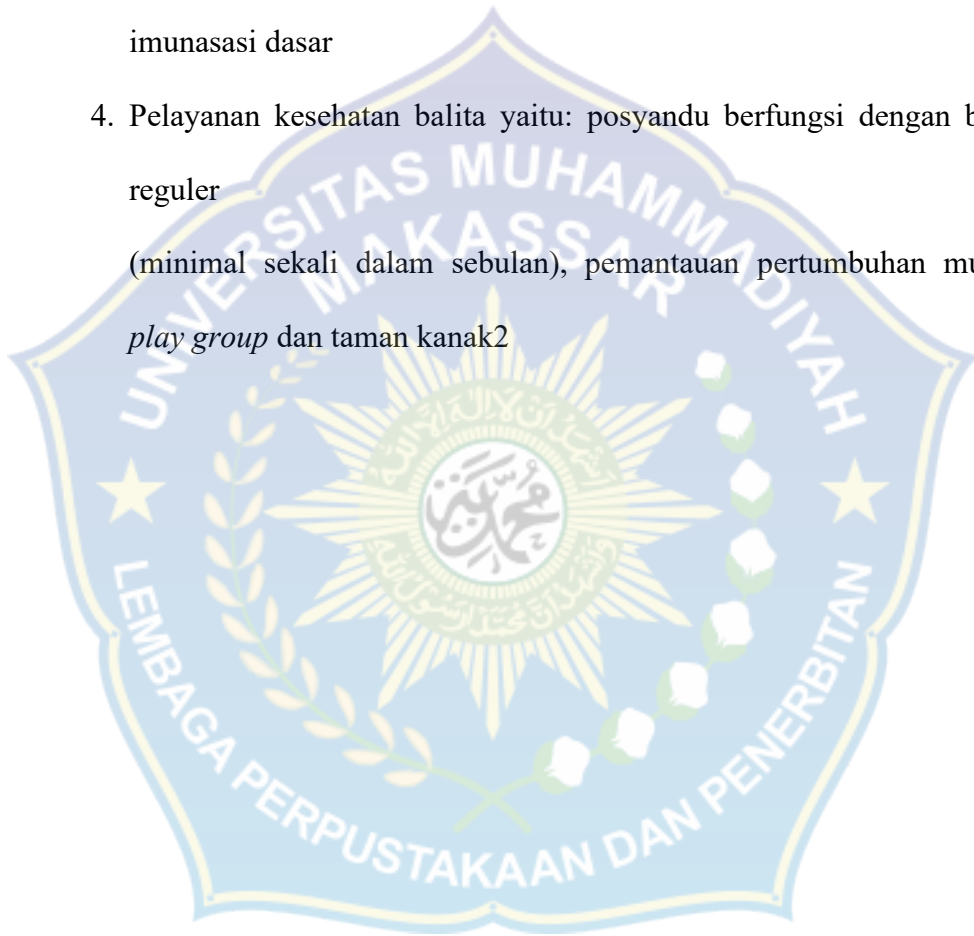 imunasasi dasar
4. Pelayanan kesehatan balita yaitu: posyandu berfungsi dengan b
reguler
(minimal sekali dalam sebulan), pemantauan pertumbuhan mu
play group dan taman kanak2
UNIVERSITAS MUHAMMADIYAH
MAKASSAR
LEMBAGA PERPUSTAKAAN DAN PENERBITAN